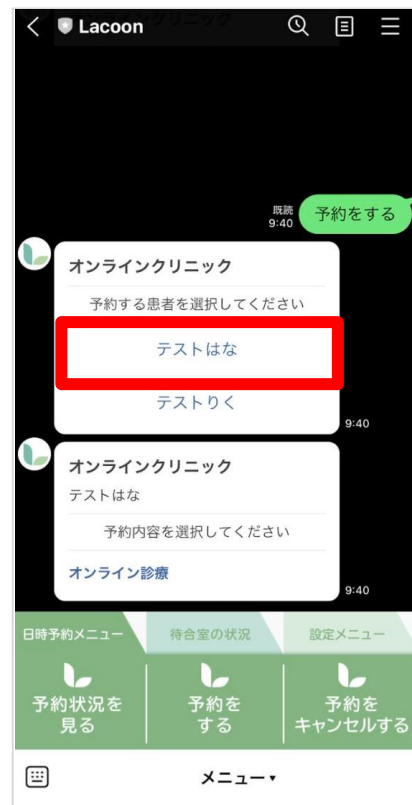 Lacoon
予約をする
既読
9:40
オンラインクリニック
予約する患者を選択してください
テストはな
テストりく
9:40
オンラインクリニック
テストはな
予約内容を選択してください
オンライン診療
9:40
日時予約メニュー
待合室の状況
設定メニュー
予約状況を
見る
予約を
する
予約を
キャンセルする
メニュー▼